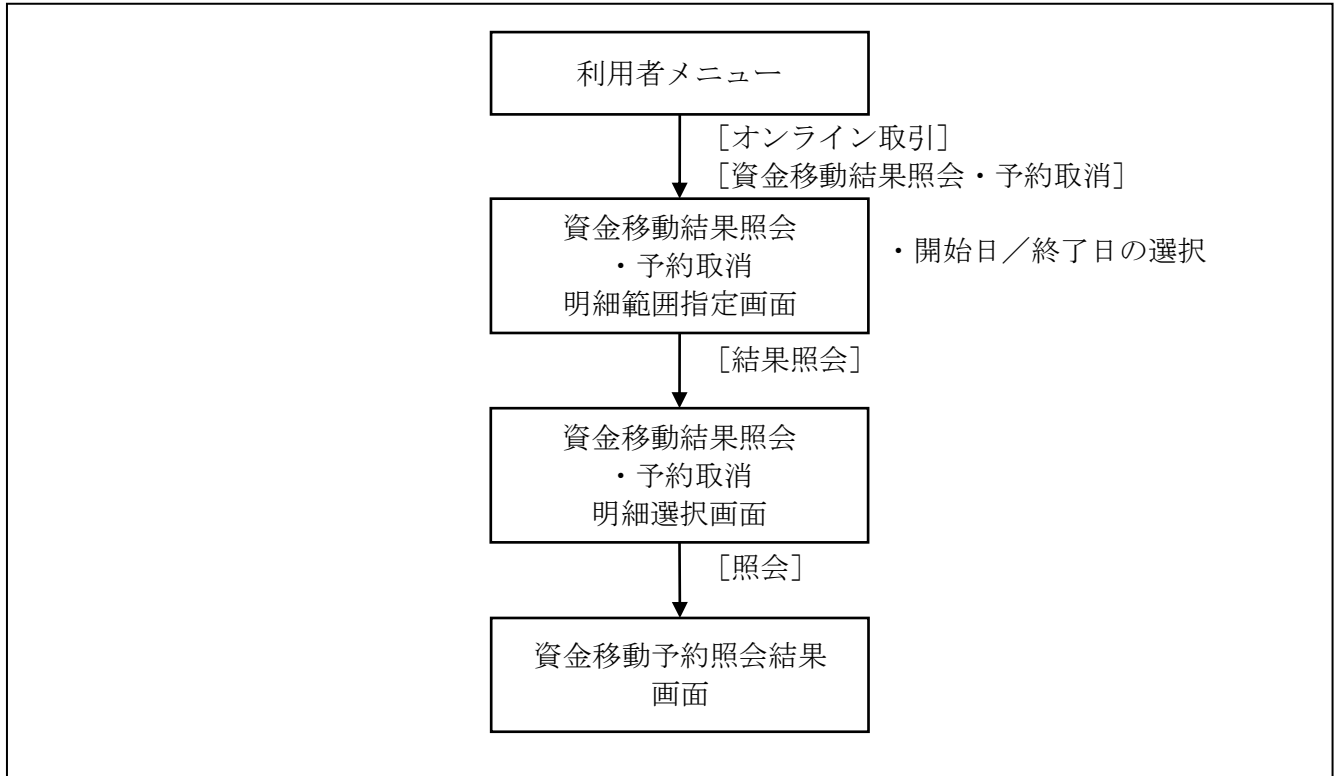 利用者メニュー
［オンライン取引］
［資金移動結果照会・予約取消］
資金移動結果照会
・予約取消
明細範囲指定画面
・開始日／終了日の選択
［結果照会］
資金移動結果照会
・予約取消
明細選択画面
［照会］
資金移動予約照会結果
画面